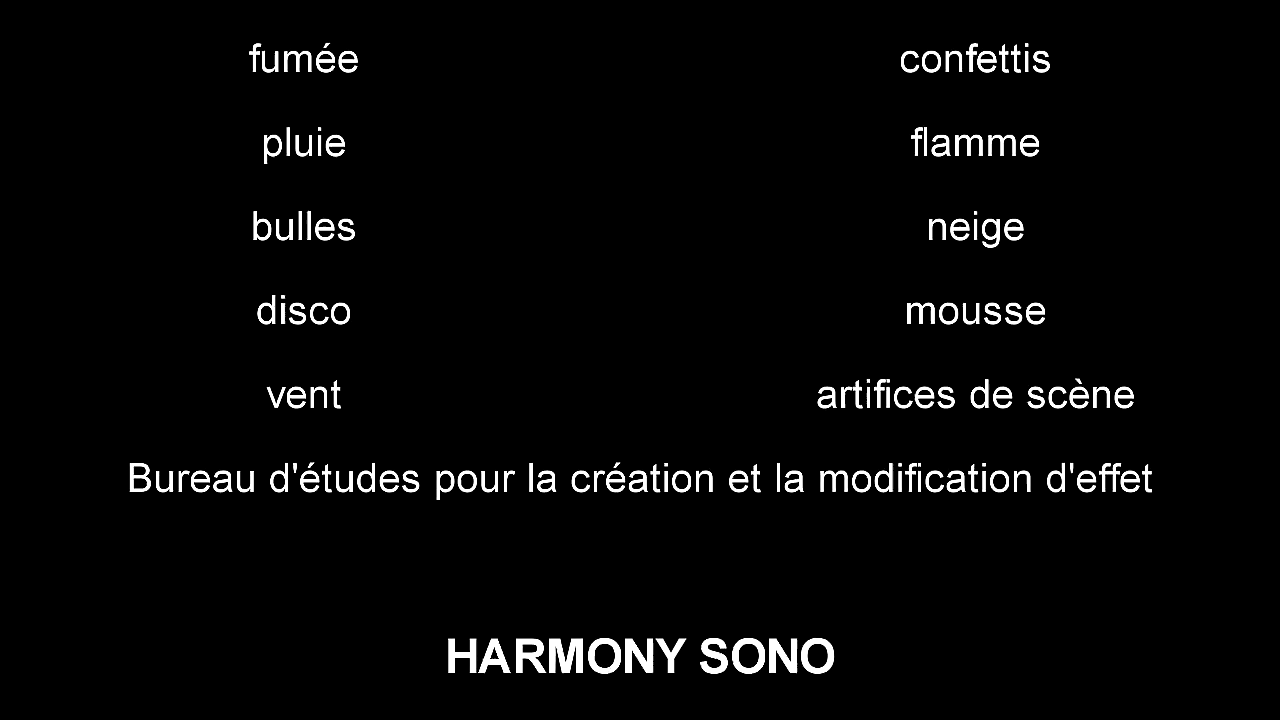 fumée confettis
pluie flamme
bulles neige
disco mousse
vent artifices de scène
Bureau d'études pour la création et la modification d'effet
HARMONY SONO